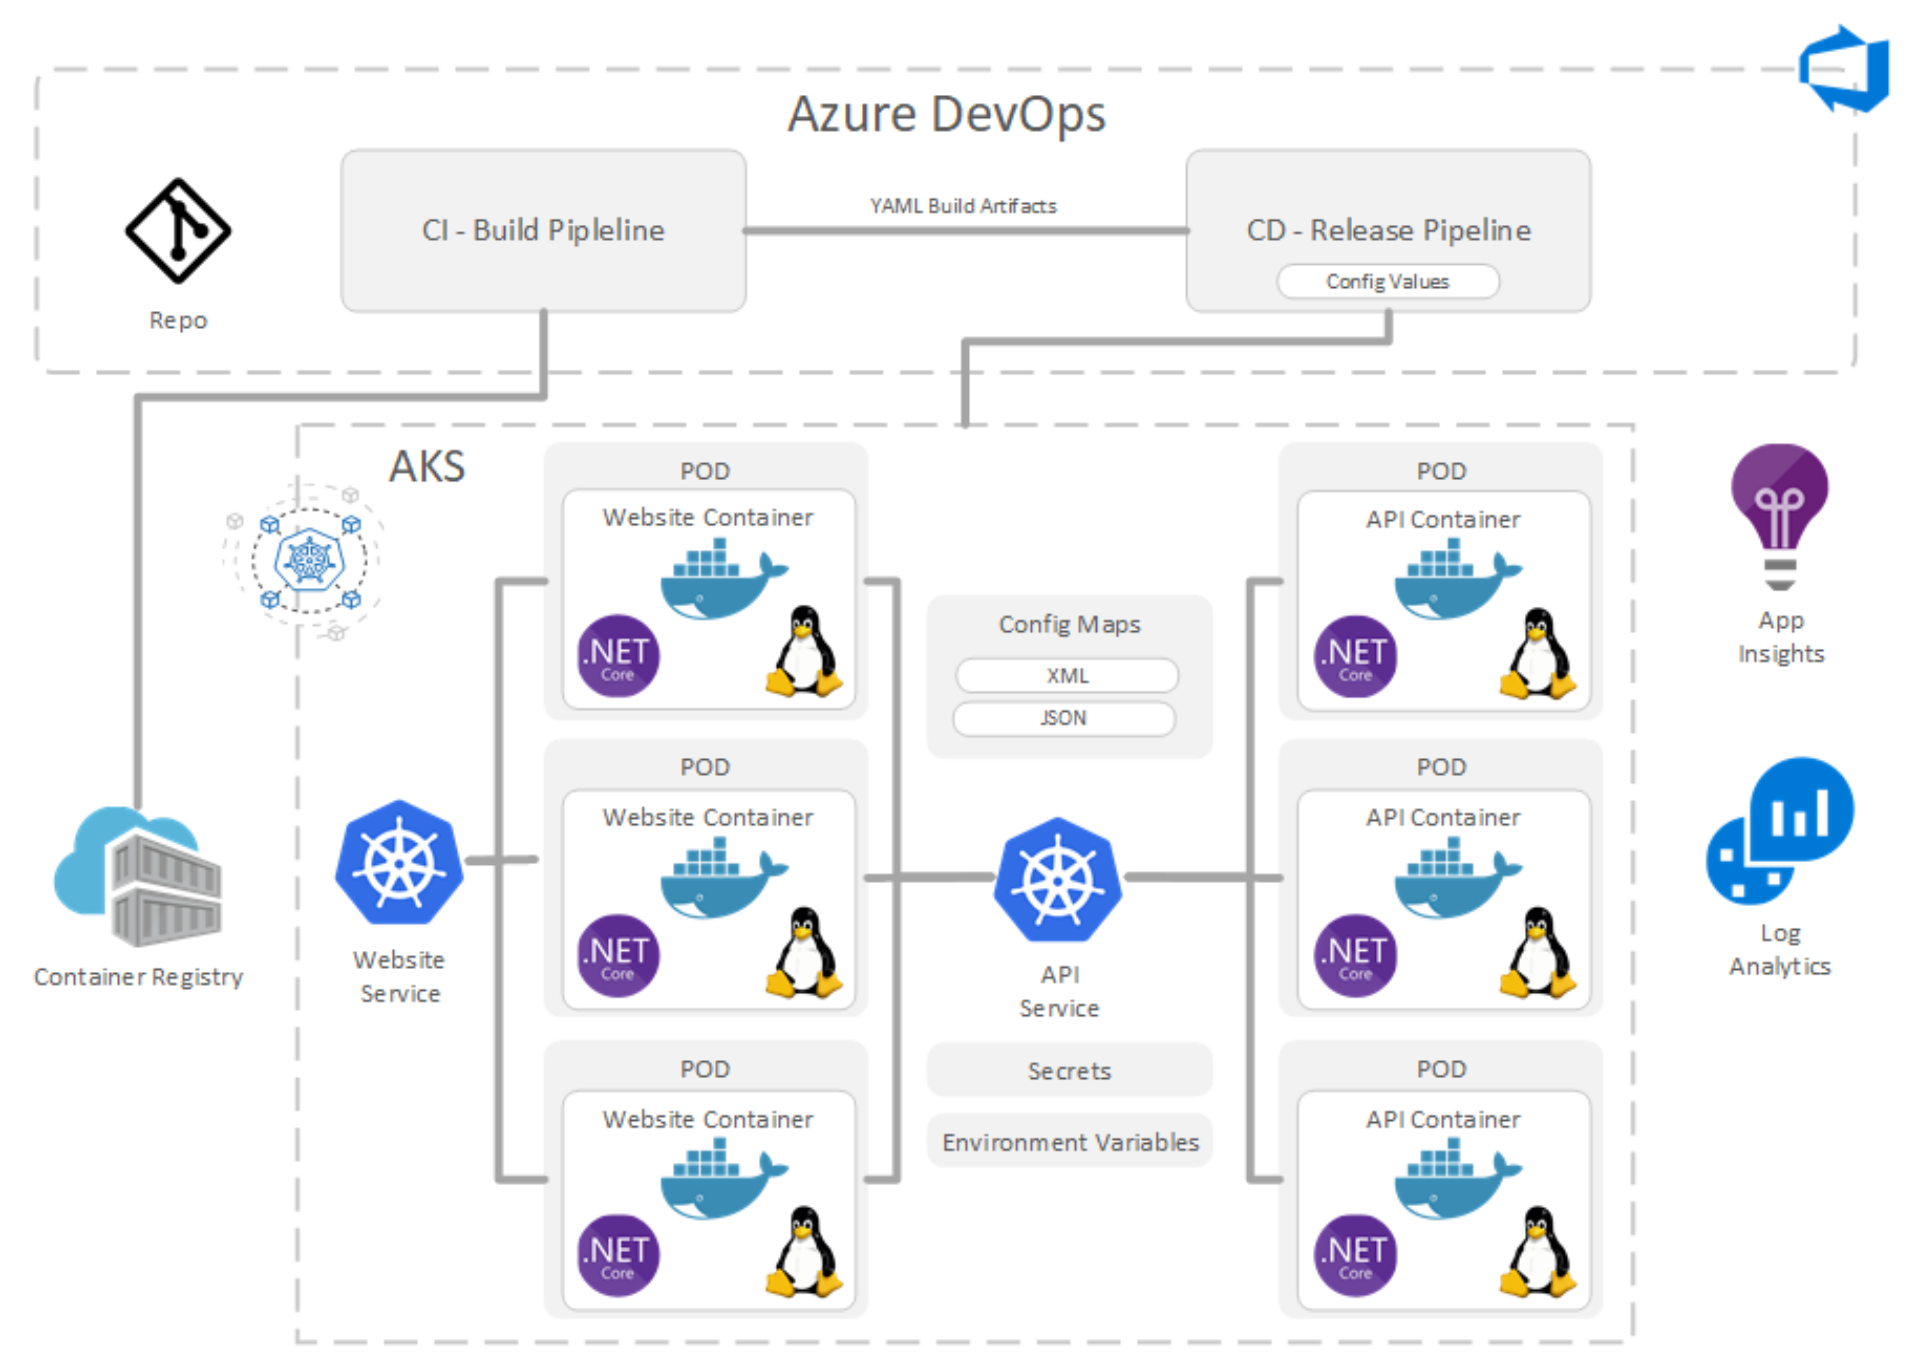 Azure DevOps
Repo
CI - Build Pipleline
YAML Build Artifacts
CD - Release Pipeline
Config Values
AKS
POD
Website Container
.NET
Core
POD
Website Container
.NET
Core
POD
Website Container
.NET
Core
Container Registry
Website
Service
Config Maps
XML
JSON
API
Service
Secrets
Environment Variables
POD
API Container
.NET
Core
POD
API Container
.NET
Core
POD
API Container
.NET
Core
App
Insights
Log
Analytics